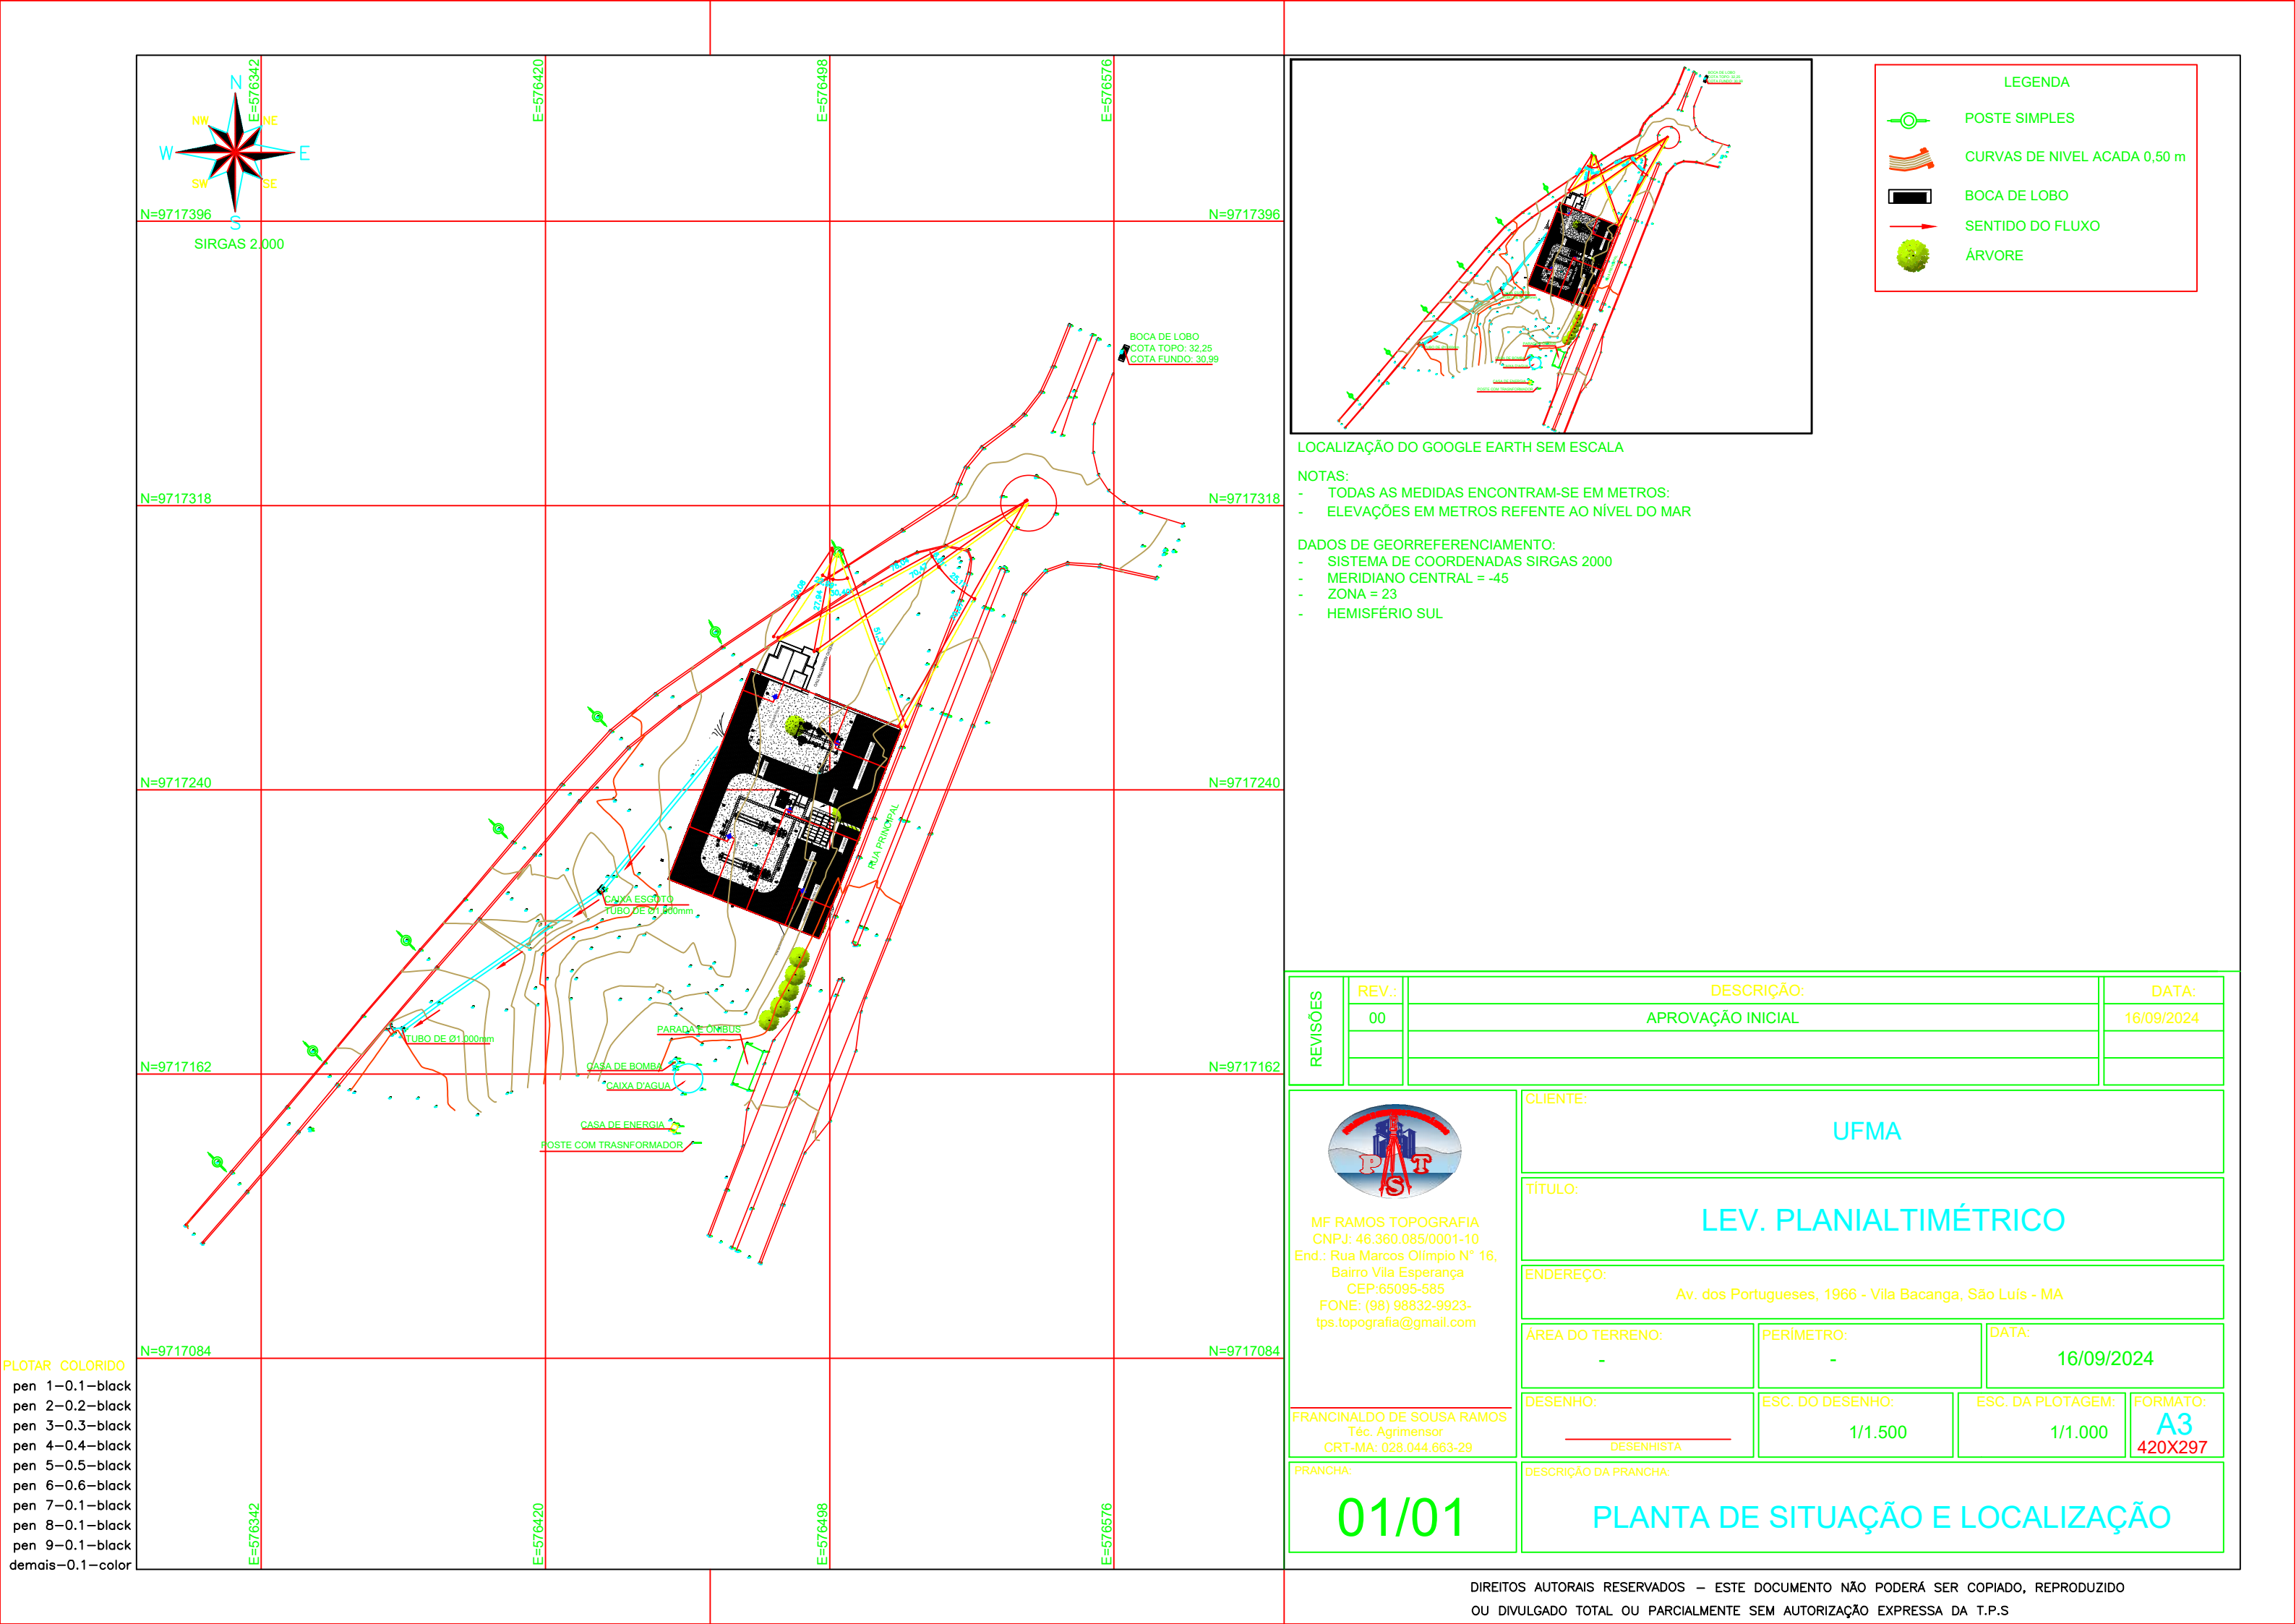 E=576342
E=576420
E=576498
E=576576
N
NW
NE
W
E
SW
SE
S
SIRGAS 2.000
N=9717396
N=9717396
N=9717318
N=9717318
N=9717240
N=9717240
N=9717162
N=9717162
N=9717084
N=9717084
BOCA DE LOBO
COTA TOPO: 32,25
COTA FUNDO: 30,99
RUA PRINCIPAL
CAIXA ESGOTO
TUBO DE Ø1.000mm
TUBO DE Ø1.000mm
PARADA E ÔNIBUS
CASA DE BOMBA
CAIXA D'AGUA
CASA DE ENERGIA
POSTE COM TRASNFORMADOR
E=576342
E=576420
E=576498
E=576576
PLOTAR COLORIDO
pen 1-0.1-black
pen 2-0.2-black
pen 3-0.3-black
pen 4-0.4-black
pen 5-0.5-black
pen 6-0.6-black
pen 7-0.1-black
pen 8-0.1-black
pen 9-0.1-black
demais-0.1-color
LEGENDA
POSTE SIMPLES
CURVAS DE NIVEL ACADA 0,50 m
BOCA DE LOBO
SENTIDO DO FLUXO
ÁRVORE
LOCALIZAÇÃO DO GOOGLE EARTH SEM ESCALA
NOTAS:
- TODAS AS MEDIDAS ENCONTRAM-SE EM METROS:
- ELEVAÇÕES EM METROS REFENTE AO NÍVEL DO MAR
DADOS DE GEORREFERENCIAMENTO:
- SISTEMA DE COORDENADAS SIRGAS 2000
- MERIDIANO CENTRAL = -45
- ZONA = 23
- HEMISFÉRIO SUL
REVISÕES
REV.: DESCRIÇÃO: DATA:
00 APROVAÇÃO INICIAL 16/09/2024
P S T
MF RAMOS TOPOGRAFIA
CNPJ: 46.360.085/0001-10
End.: Rua Marcos Olímpio N° 16,
Bairro Vila Esperança
CEP:65095-585
FONE: (98) 98832-9923-
tps.topografia@gmail.com
FRANCINALDO DE SOUSA RAMOS
Téc. Agrimensor
CRT-MA: 028.044.663-29
PRANCHA:
01/01
CLIENTE:
UFMA
TÍTULO:
LEV. PLANIALTIMÉTRICO
ENDEREÇO:
Av. dos Portugueses, 1966 - Vila Bacanga, São Luís - MA
ÁREA DO TERRENO:
-
PERÍMETRO:
-
DATA:
16/09/2024
DESENHO:
DESENHISTA
ESC. DO DESENHO:
1/1.500
ESC. DA PLOTAGEM:
1/1.000
FORMATO:
A3
420X297
DESCRIÇÃO DA PRANCHA:
PLANTA DE SITUAÇÃO E LOCALIZAÇÃO
DIREITOS AUTORAIS RESERVADOS – ESTE DOCUMENTO NÃO PODERÁ SER COPIADO, REPRODUZIDO
OU DIVULGADO TOTAL OU PARCIALMENTE SEM AUTORIZAÇÃO EXPRESSA DA T.P.S